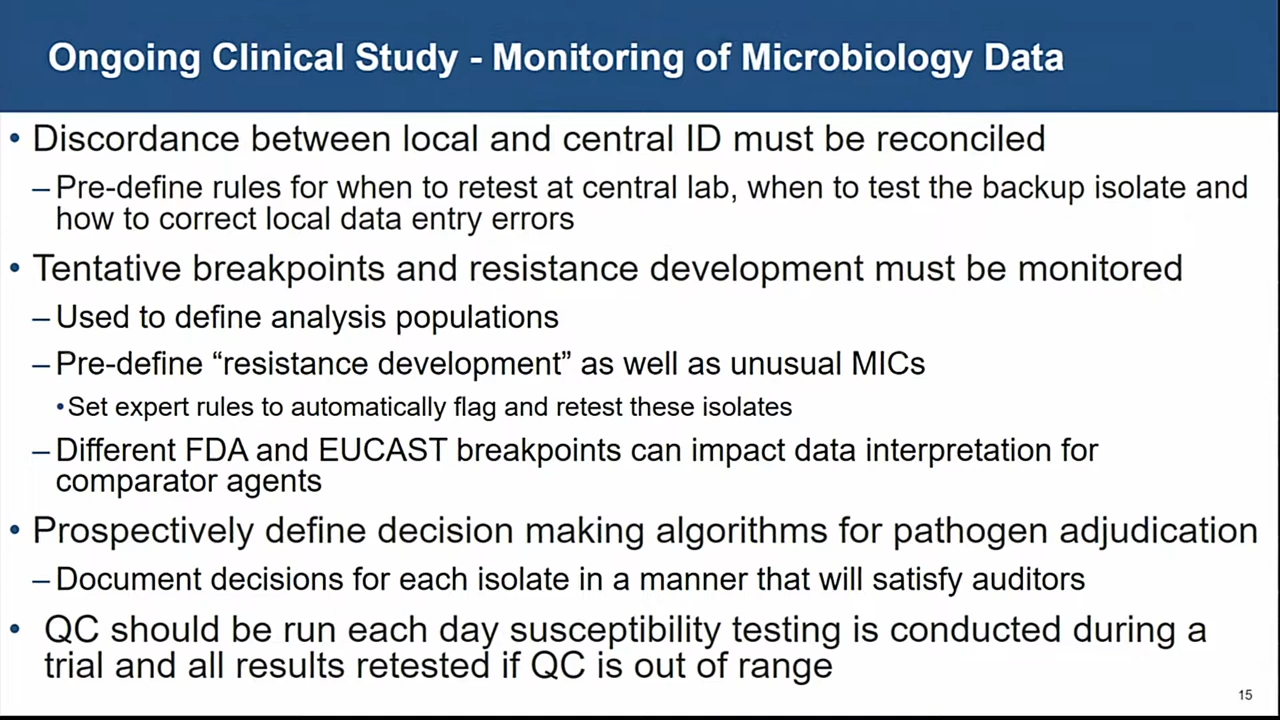 Ongoing Clinical Study - Monitoring of Microbiology Data
• Discordance between local and central ID must be reconciled
– Pre-define rules for when to retest at central lab, when to test the backup isolate and
how to correct local data entry errors
• Tentative breakpoints and resistance development must be monitored
– Used to define analysis populations
– Pre-define “resistance development” as well as unusual MICs
• Set expert rules to automatically flag and retest these isolates
– Different FDA and EUCAST breakpoints can impact data interpretation for
comparator agents
• Prospectively define decision making algorithms for pathogen adjudication
– Document decisions for each isolate in a manner that will satisfy auditors
• QC should be run each day susceptibility testing is conducted during a
trial and all results retested if QC is out of range
15